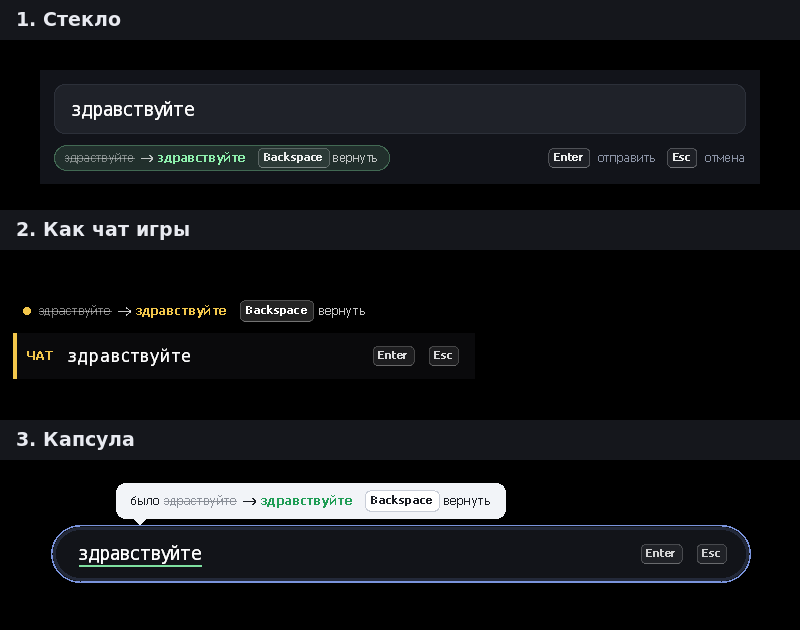 1. Стекло
здравствуйте
здраствуйте → здравствуйте Backspace вернуть Enter отправить Esc отмена
2. Как чат игры
здраствуйте → здравствуйте Backspace вернуть
ЧАТ здравствуйте Enter Esc
3. Капсула
было здраствуйте → здравствуйте Backspace вернуть
здравствуйте Enter Esc